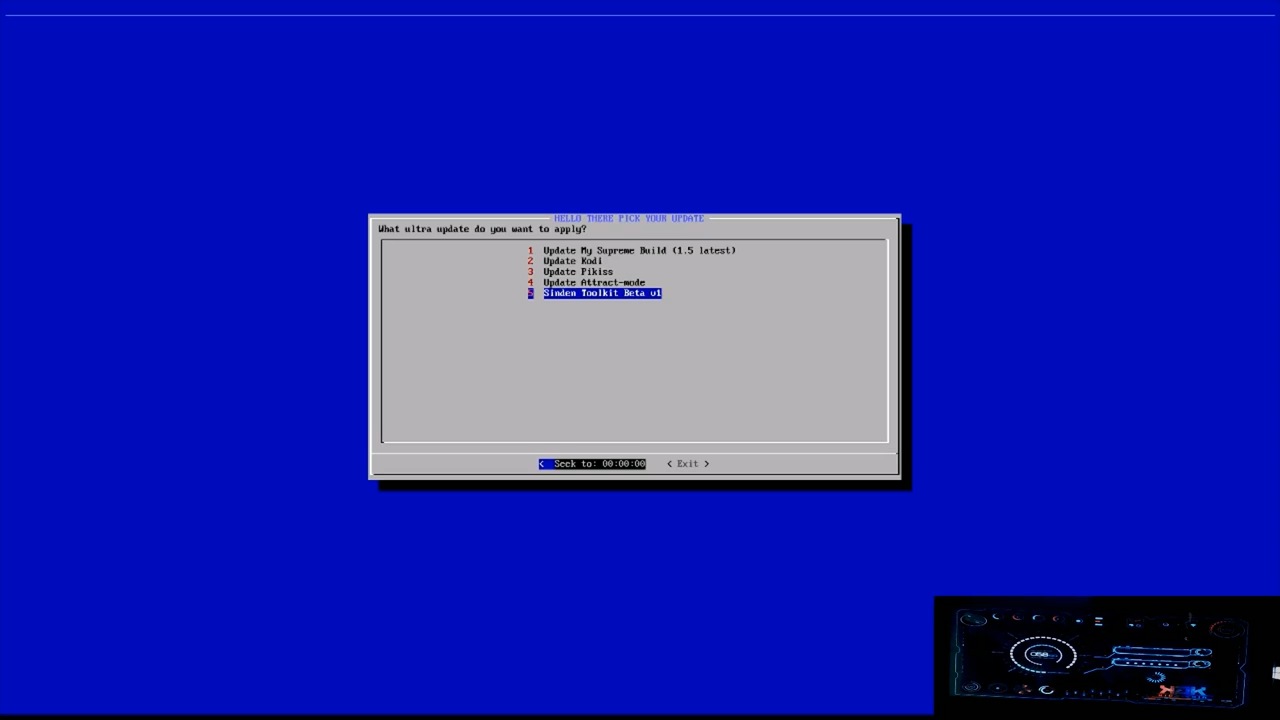 HELLO THERE PICK YOUR UPDATE
What ultra update do you want to apply?
1 Update My Supreme Build (1.5 latest)
2 Update Kodi
3 Update Pikiss
4 Update Attract-mode
5 Sinden Toolkit Beta v1
< Seek to: 00:00:00
< Exit >